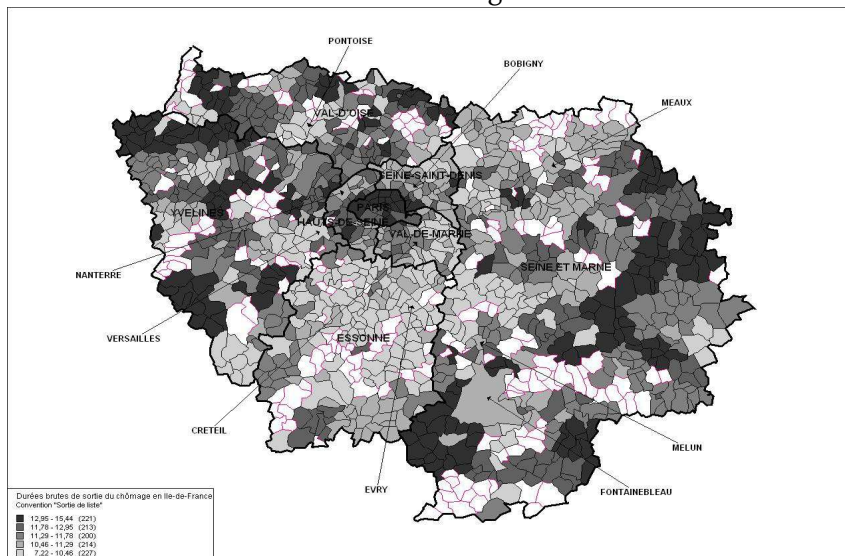 PONTOISE
BOBIGNY
MEAUX
VAL-D'OISE
SEINE-SAINT-DENIS
PARIS
YVELINES
HAUTS-DE-SEINE
VAL-DE-MARNE
NANTERRE
SEINE ET MARNE
VERSAILLES
ESSONNE
CRETEIL
MELUN
EVRY
FONTAINEBLEAU
Durées brutes de sortie du chômage en Ile-de-France
Convention "Sortie de liste"
12,95 - 15,44 (221)
11,78 - 12,95 (213)
11,29 - 11,78 (200)
10,46 - 11,29 (214)
7,22 - 10,46 (227)